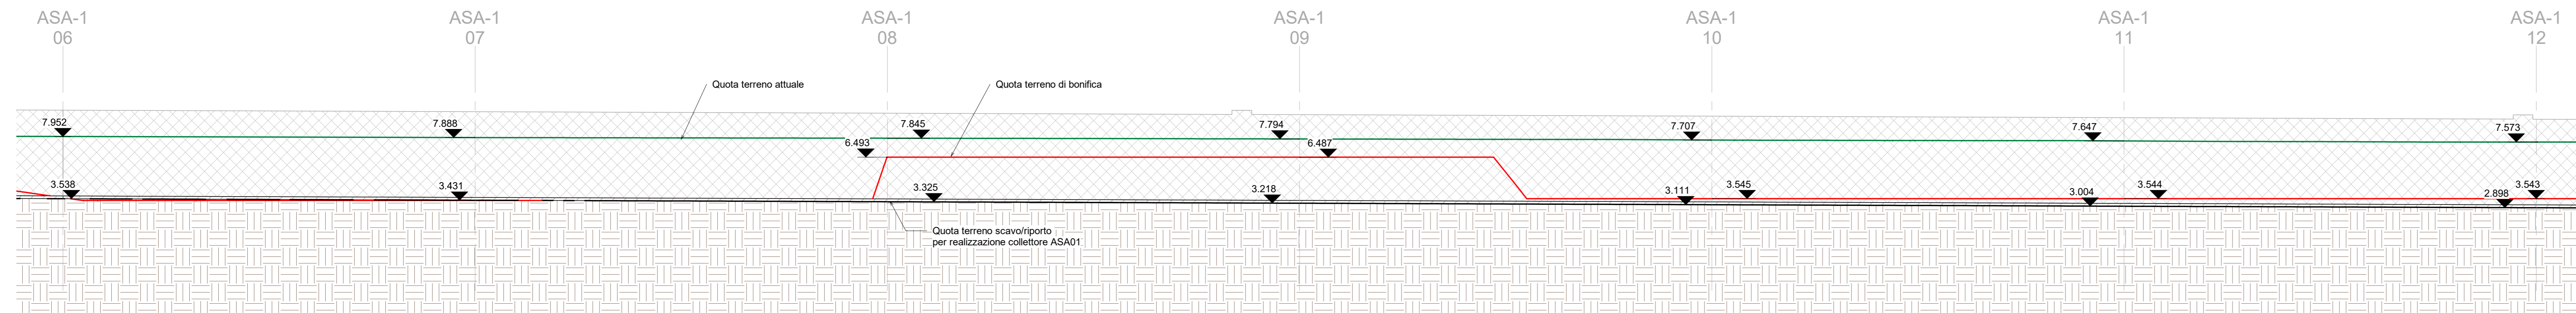 ASA-1 ASA-1 ASA-1 ASA-1 ASA-1 ASA-1 ASA-1
06 07 08 09 10 11 12
Quota terreno attuale Quota terreno di bonifica
7.952 7.888 7.845 7.794 7.707 7.647 7.573
6.493 6.487
3.538 3.431 3.325 3.218 3.111 3.545 3.004 3.544 2.898 3.543
Quota terreno scavo/riporto
per realizzazione collettore ASA01